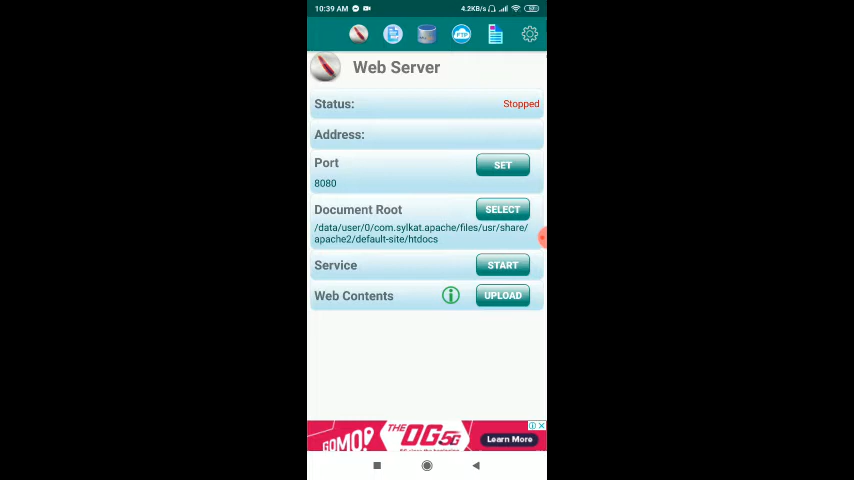 10:39 AM
4.2KB/s
FTP
Web Server
Status:
Stopped
Address:
Port
SET
8080
Document Root
SELECT
/data/user/0/com.sylkat.apache/files/usr/share/
apache2/default-site/htdocs
Service
START
Web Contents
UPLOAD
GOMO!
THE OG5G
Learn More